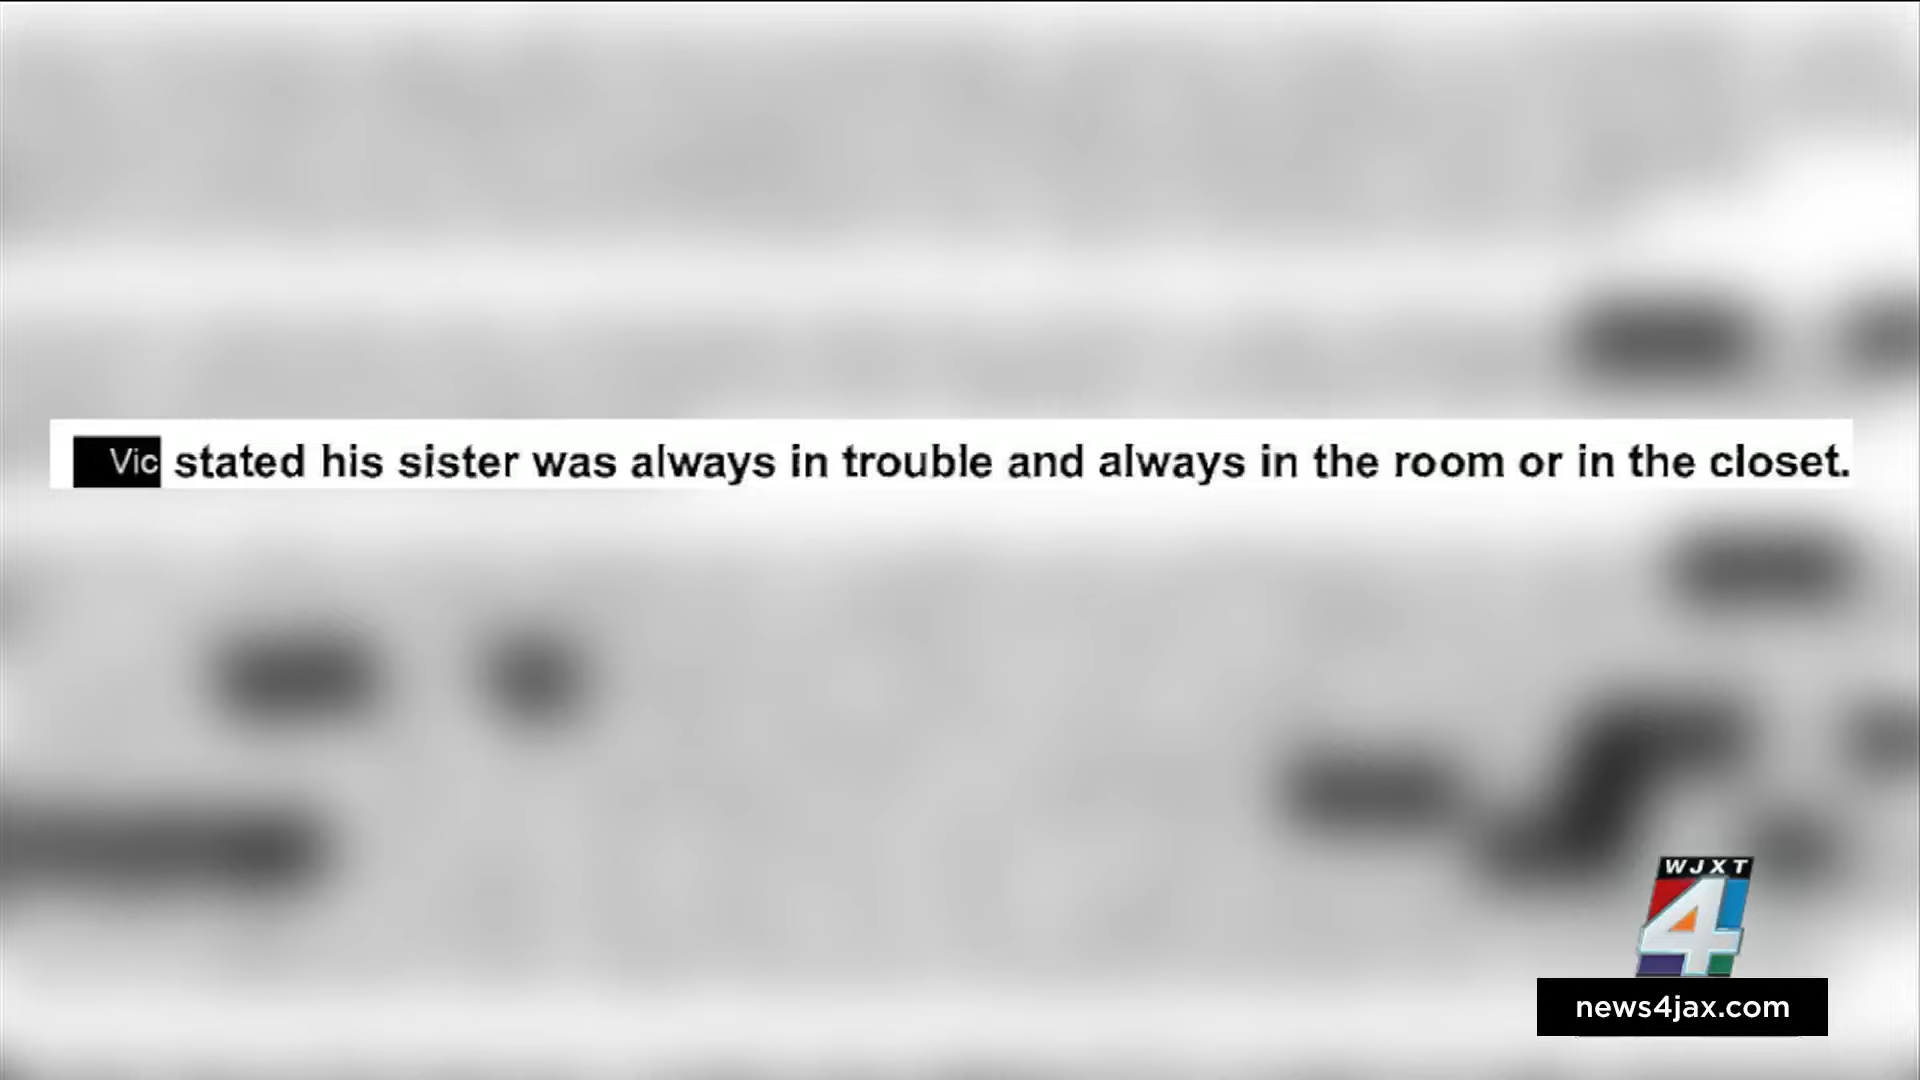 Vic stated his sister was always in trouble and always in the room or in the closet.
WJXT
4
news4jax.com